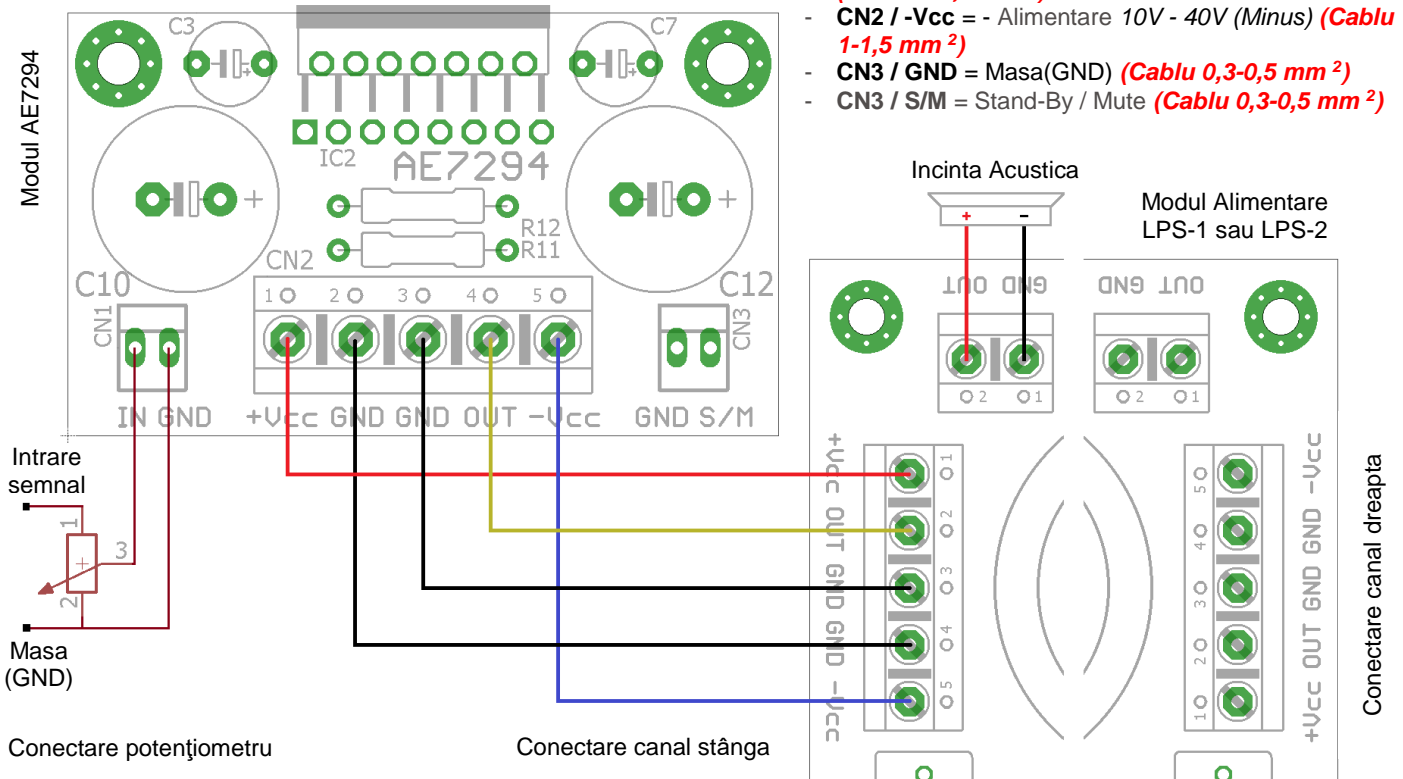 - CN2 / -Vcc = - Alimentare 10V - 40V (Minus) (Cablu
1-1,5 mm ²)
- CN3 / GND = Masa(GND) (Cablu 0,3-0,5 mm ²)
- CN3 / S/M = Stand-By / Mute (Cablu 0,3-0,5 mm ²)
Modul AE7294
C3
C7
IC2
AE7294
R12
R11
CN2
C10
C12
CN1
CN3
1 2 3 4 5
IN GND
+Vcc GND GND OUT -Vcc
GND S/M
Incinta Acustica
+ -
Modul Alimentare
LPS-1 sau LPS-2
OUT GND
GND OUT
2 1
2 1
Intrare
semnal
1
3
2
Masa
(GND)
+Vcc OUT GND GND -Vcc
1
2
3
4
5
5
4
3
2
1
+Vcc OUT GND GND -Vcc
Conectare canal dreapta
Conectare potenţiometru
Conectare canal stânga